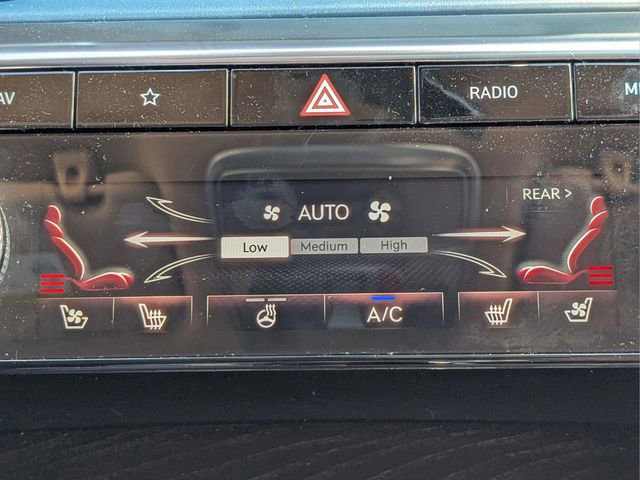 RADIO
REAR >
AUTO
Low Medium High
A/C